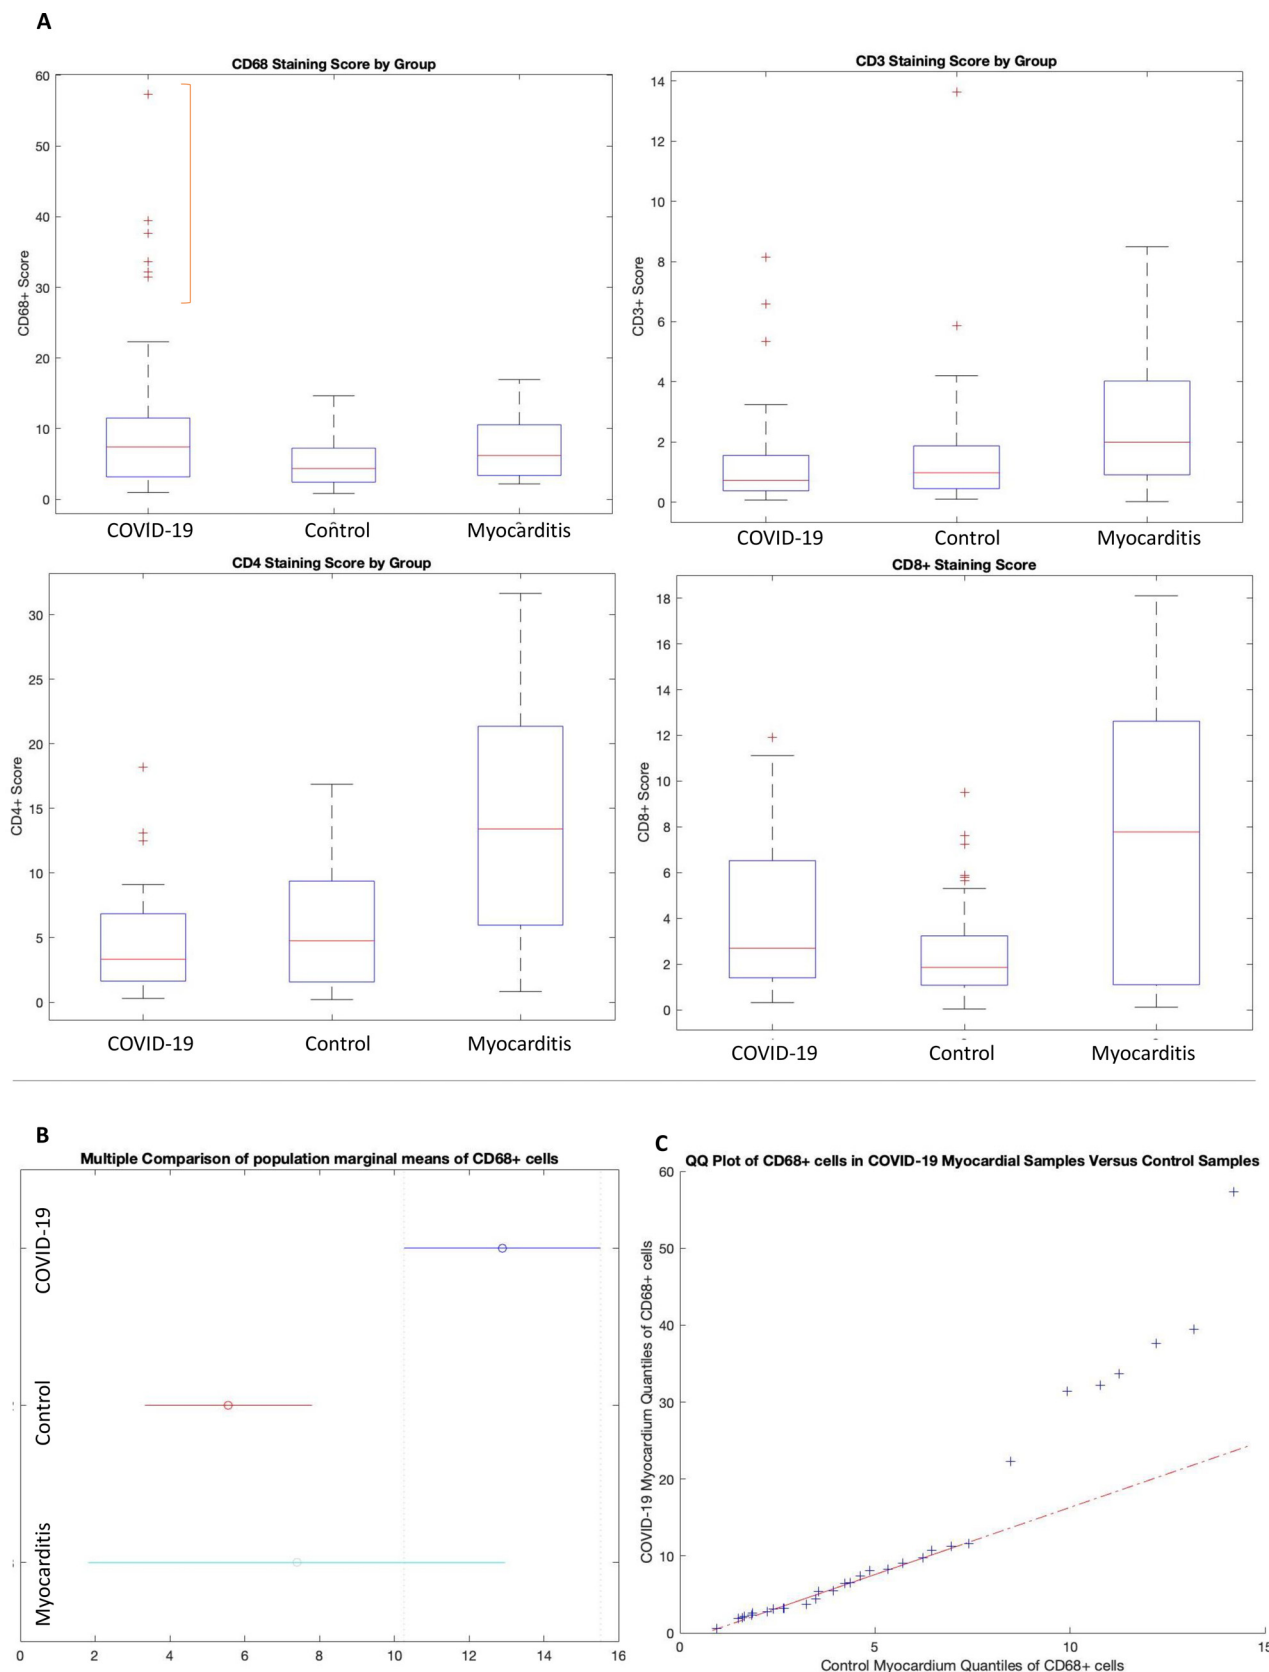 A
CD68 Staining Score by Group
60
50
40
30
20
10
0
CD68+ Score
COVID-19 Control Myocarditis
CD3 Staining Score by Group
14
12
10
8
6
4
2
0
CD3+ Score
COVID-19 Control Myocarditis
CD4 Staining Score by Group
30
25
20
15
10
5
0
CD4+ Score
COVID-19 Control Myocarditis
CD8+ Staining Score
18
16
14
12
10
8
6
4
2
0
CD8+ Score
COVID-19 Control Myocarditis
B
Multiple Comparison of population marginal means of CD68+ cells
COVID-19
Control
Myocarditis
0 2 4 6 8 10 12 14 16
C
QQ Plot of CD68+ cells in COVID-19 Myocardial Samples Versus Control Samples
60
50
40
30
20
10
0
COVID-19 Myocardium Quantiles of CD68+ cells
0 5 10 15
Control Myocardium Quantiles of CD68+ cells